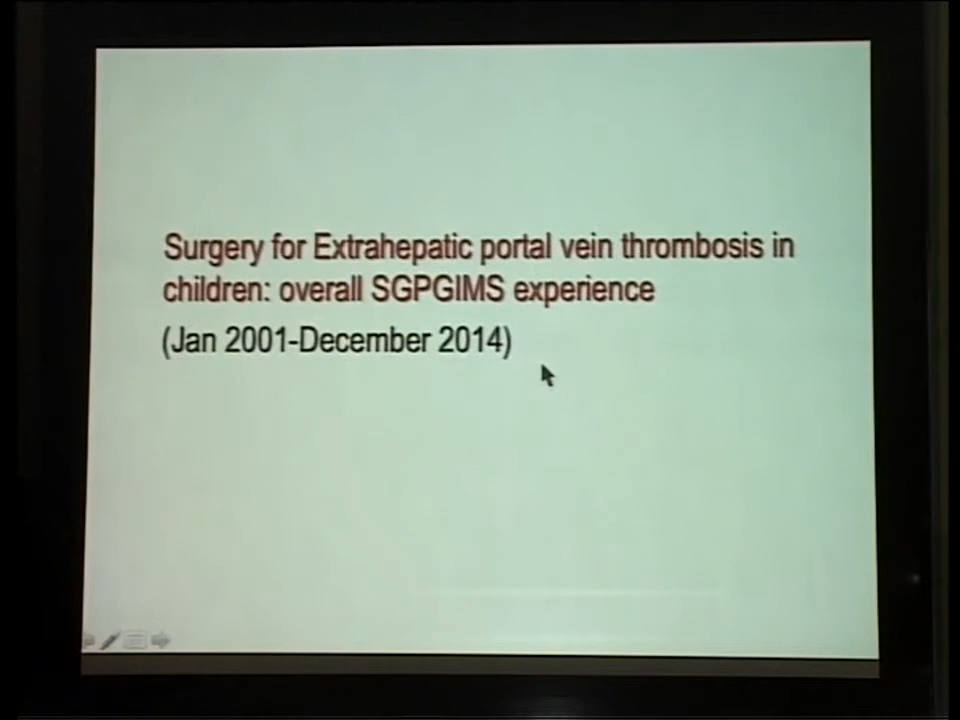 Surgery for Extrahepatic portal vein thrombosis in
children: overall SGPGIMS experience
(Jan 2001-December 2014)